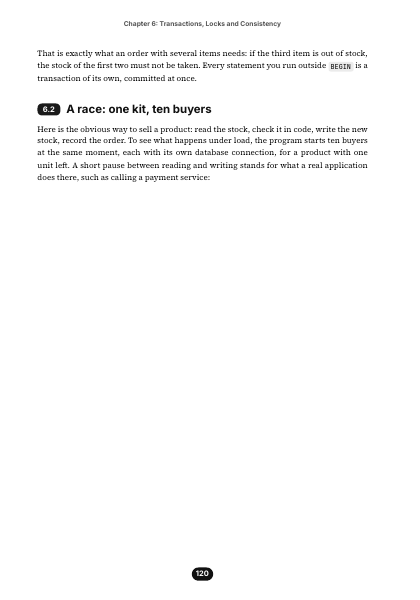 Chapter 6: Transactions, Locks and Consistency
That is exactly what an order with several items needs: if the third item is out of stock,
the stock of the first two must not be taken. Every statement you run outside BEGIN is a
transaction of its own, committed at once.
6.2 A race: one kit, ten buyers
Here is the obvious way to sell a product: read the stock, check it in code, write the new
stock, record the order. To see what happens under load, the program starts ten buyers
at the same moment, each with its own database connection, for a product with one
unit left. A short pause between reading and writing stands for what a real application
does there, such as calling a payment service:
120